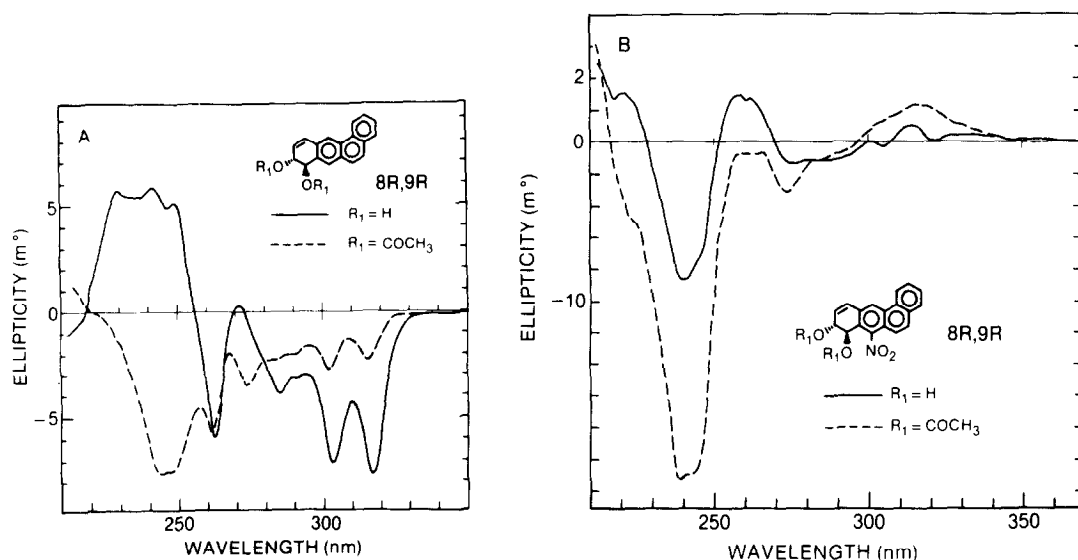 A
ELLIPTICITY (m°)
5
0
-5
R₁O
OR₁
8R,9R
R₁ = H
R₁ = COCH₃
250
300
WAVELENGTH (nm)
B
ELLIPTICITY (m°)
2
0
-10
R₁O
R₁O
NO₂
8R,9R
R₁ = H
R₁ = COCH₃
250
300
350
WAVELENGTH (nm)